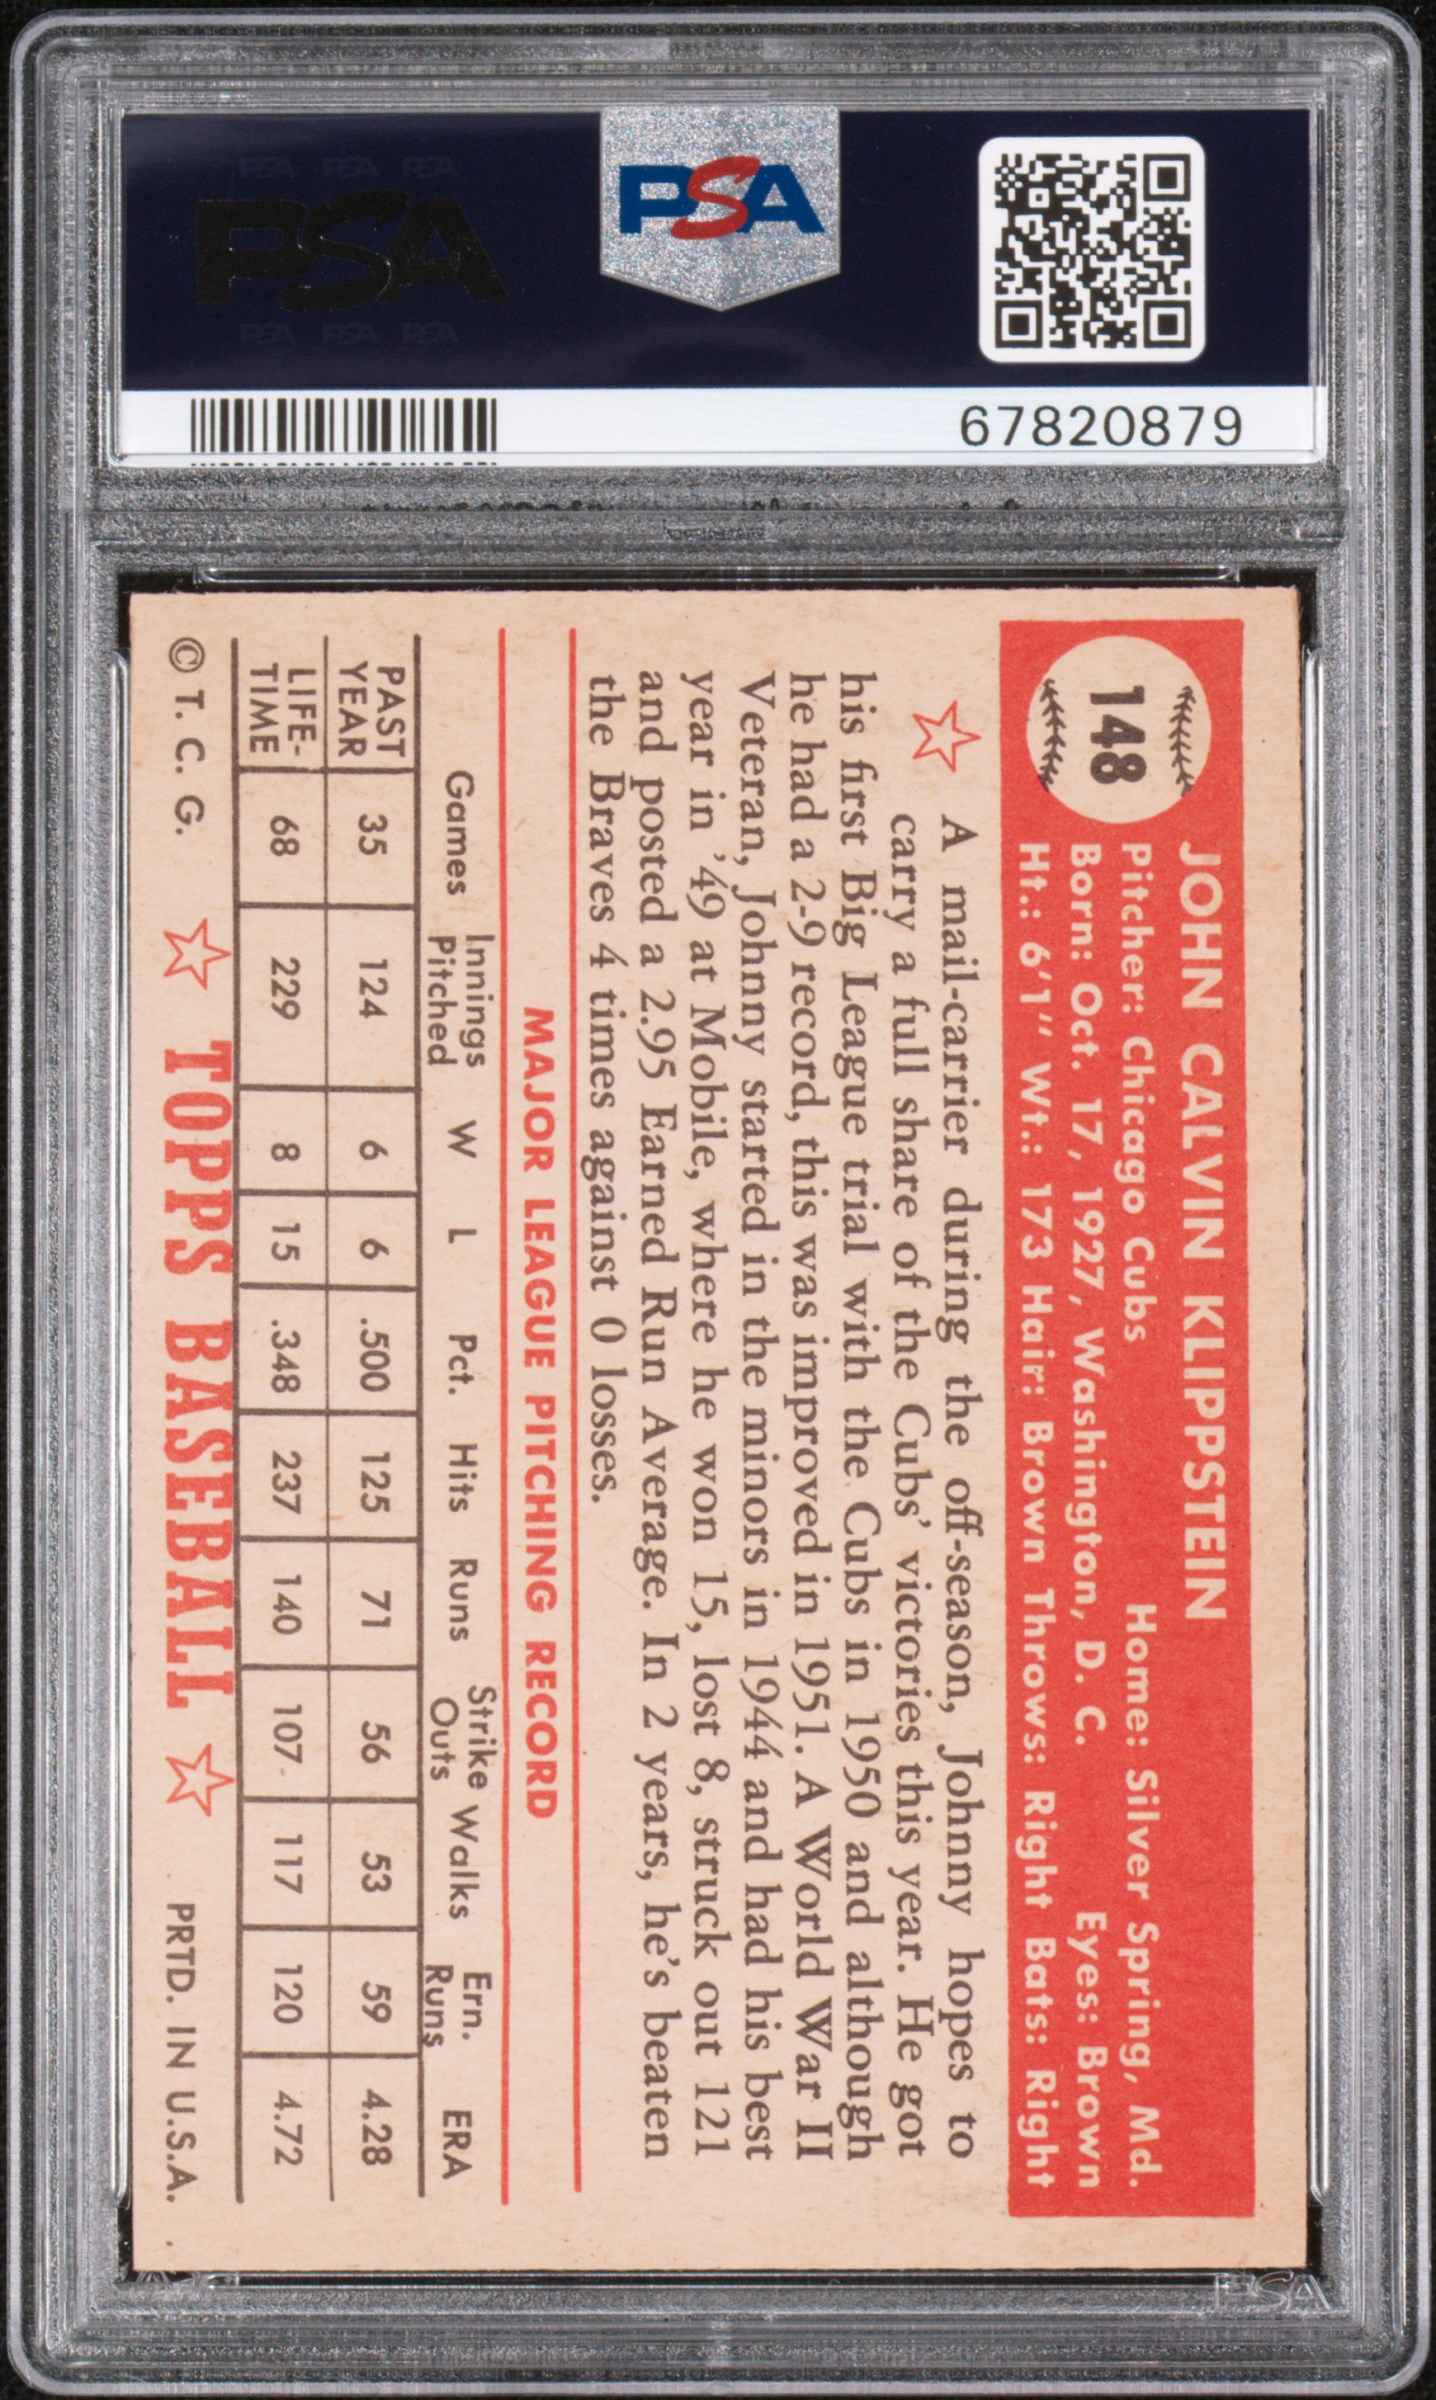 PSA PSA PSA
PSA
PSA PSA PSA
PSA
67820879
148
JOHN CALVIN KLIPPSTEIN
Pitcher: Chicago Cubs Home: Silver Spring, Md.
Born: Oct. 17, 1927, Washington, D. C. Eyes: Brown
Ht.: 6'1" Wt.: 173 Hair: Brown Throws: Right Bats: Right
A mail-carrier during the off-season, Johnny hopes to
carry a full share of the Cubs' victories this year. He got
his first Big League trial with the Cubs in 1950 and although
he had a 2-9 record, this was improved in 1951. A World War II
Veteran, Johnny started in the minors in 1944 and had his best
year in '49 at Mobile, where he won 15, lost 8, struck out 121
and posted a 2.95 Earned Run Average. In 2 years, he's beaten
the Braves 4 times against 0 losses.
MAJOR LEAGUE PITCHING RECORD
Games Innings Pitched W L Pct. Hits Runs Strike Outs Walks Ern. Runs ERA
PAST YEAR 35 124 6 6 .500 125 71 56 53 59 4.28
LIFE-TIME 68 229 8 15 .348 237 140 107 117 120 4.72
© T. C. G. TOPPS BASEBALL PRTD. IN U.S.A.
PSA